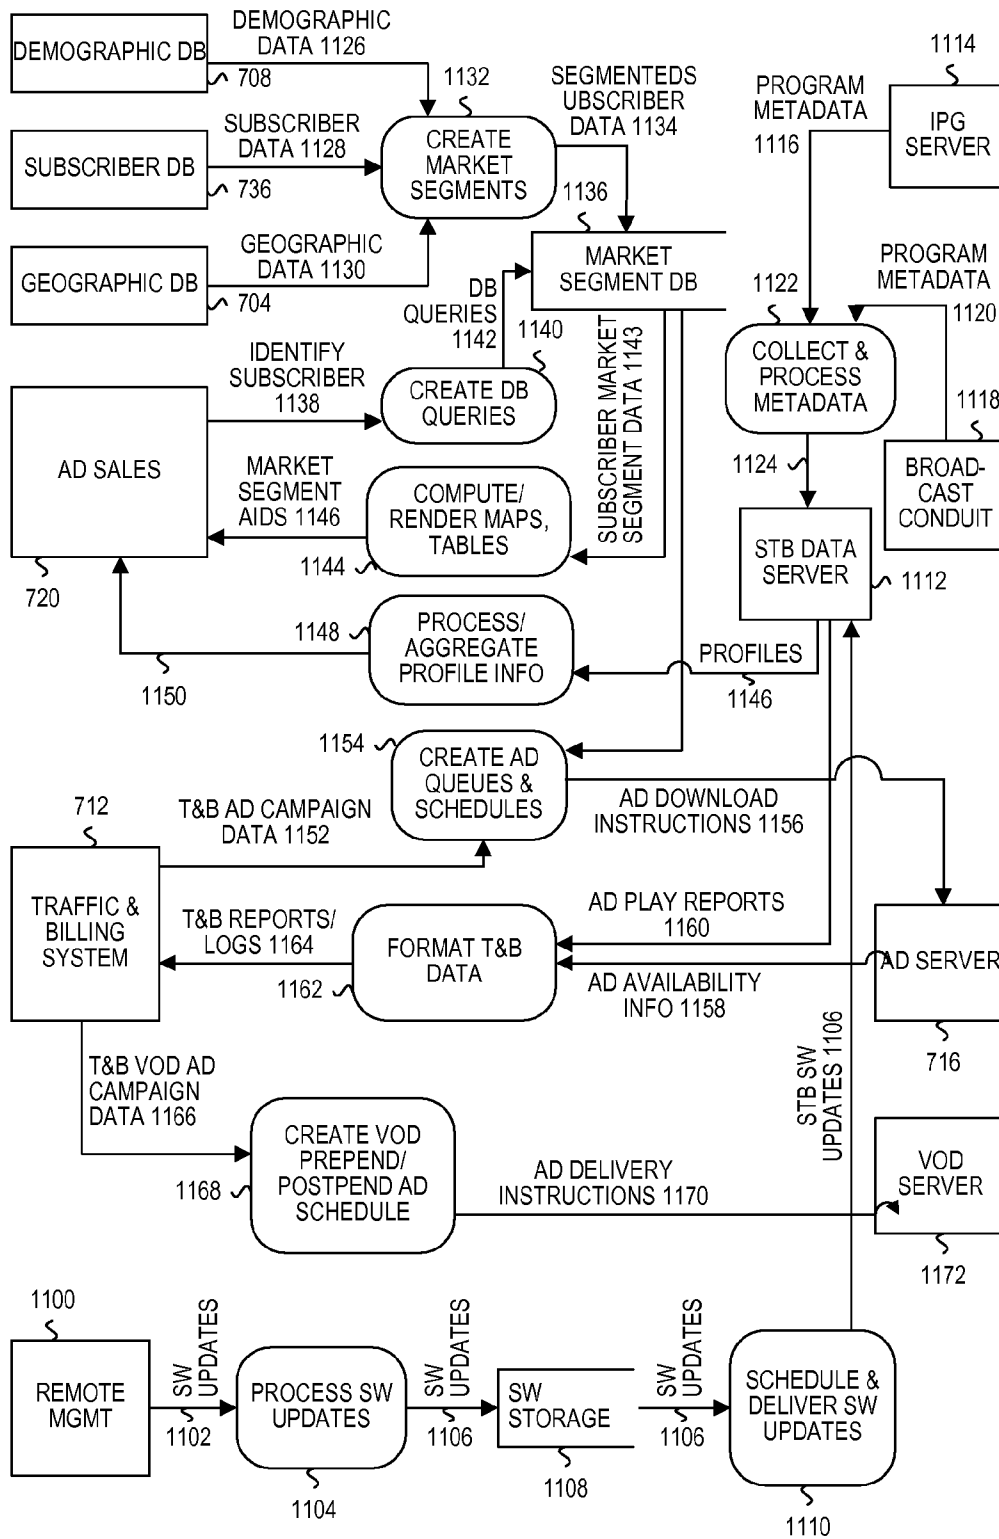 DEMOGRAPHIC DB
708
DEMOGRAPHIC
DATA 1126
SUBSCRIBER DB
736
SUBSCRIBER
DATA 1128
GEOGRAPHIC DB
704
GEOGRAPHIC
DATA 1130
1132
CREATE
MARKET
SEGMENTS
SEGMENTEDS
UBSCRIBER
DATA 1134
1136
MARKET
SEGMENT DB
1114
IPG
SERVER
PROGRAM
METADATA
1116
PROGRAM
METADATA
1120
1122
COLLECT &
PROCESS
METADATA
1118
BROAD-
CAST
CONDUIT
1124
STB DATA
SERVER
1112
AD SALES
720
IDENTIFY
SUBSCRIBER
1138
DB
QUERIES
1142
1140
CREATE DB
QUERIES
SUBSCRIBER MARKET
SEGMENT DATA 1143
MARKET
SEGMENT
AIDS 1146
COMPUTE/
RENDER MAPS,
TABLES
1144
1148
PROCESS/
AGGREGATE
PROFILE INFO
1150
PROFILES
1146
1154
CREATE AD
QUEUES &
SCHEDULES
AD DOWNLOAD
INSTRUCTIONS 1156
712
TRAFFIC &
BILLING
SYSTEM
T&B AD CAMPAIGN
DATA 1152
T&B REPORTS/
LOGS 1164
FORMAT T&B
DATA
1162
AD PLAY REPORTS
1160
AD AVAILABILITY
INFO 1158
AD SERVER
716
STB SW
UPDATES 1106
T&B VOD AD
CAMPAIGN
DATA 1166
CREATE VOD
PREPEND/
POSTPEND AD
SCHEDULE
1168
AD DELIVERY
INSTRUCTIONS 1170
VOD
SERVER
1172
1100
REMOTE
MGMT
SW
UPDATES
1102
PROCESS SW
UPDATES
1104
SW
UPDATES
1106
SW
STORAGE
1108
SW
UPDATES
1106
SCHEDULE &
DELIVER SW
UPDATES
1110